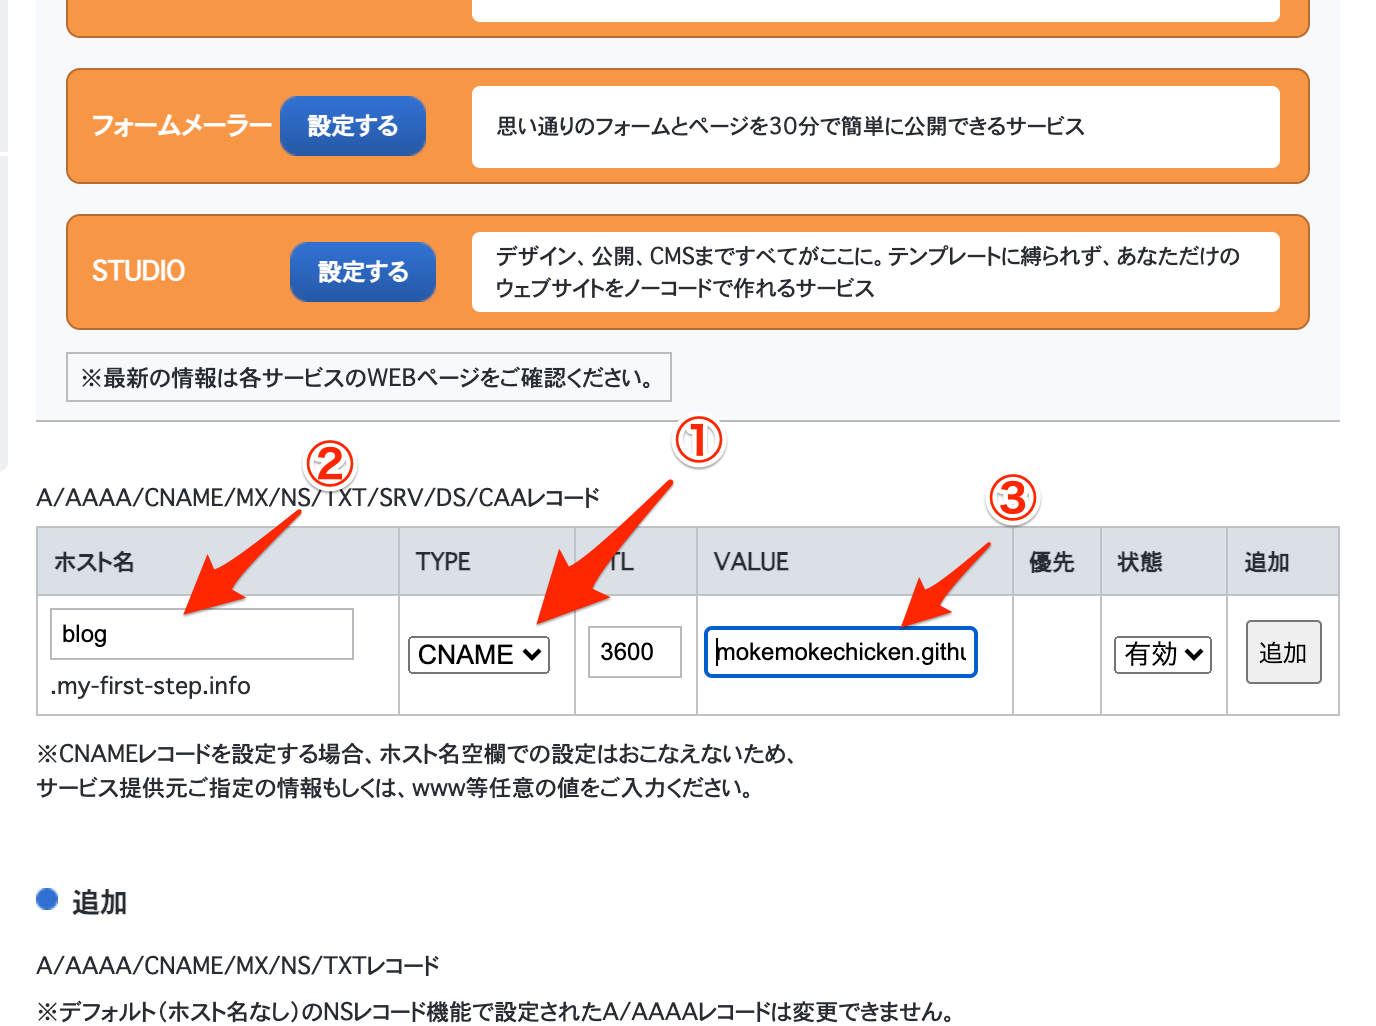 フォームメーラー 設定する 思い通りのフォームとページを30分で簡単に公開できるサービス
STUDIO 設定する デザイン、公開、CMSまですべてがここに。テンプレートに縛られず、あなただけの
ウェブサイトをノーコードで作れるサービス
※最新の情報は各サービスのWEBページをご確認ください。
① ② ③
A/AAAA/CNAME/MX/NS/TXT/SRV/DS/CAAレコード
ホスト名 TYPE TL VALUE 優先 状態 追加
blog CNAME 3600 mokemokechicken.githu 有効 追加
.my-first-step.info
※CNAMEレコードを設定する場合、ホスト名空欄での設定はおこなえないため、
サービス提供元ご指定の情報もしくは、www等任意の値をご入力ください。
追加
A/AAAA/CNAME/MX/NS/TXTレコード
※デフォルト(ホスト名なし)のNSレコード機能で設定されたA/AAAAレコードは変更できません。